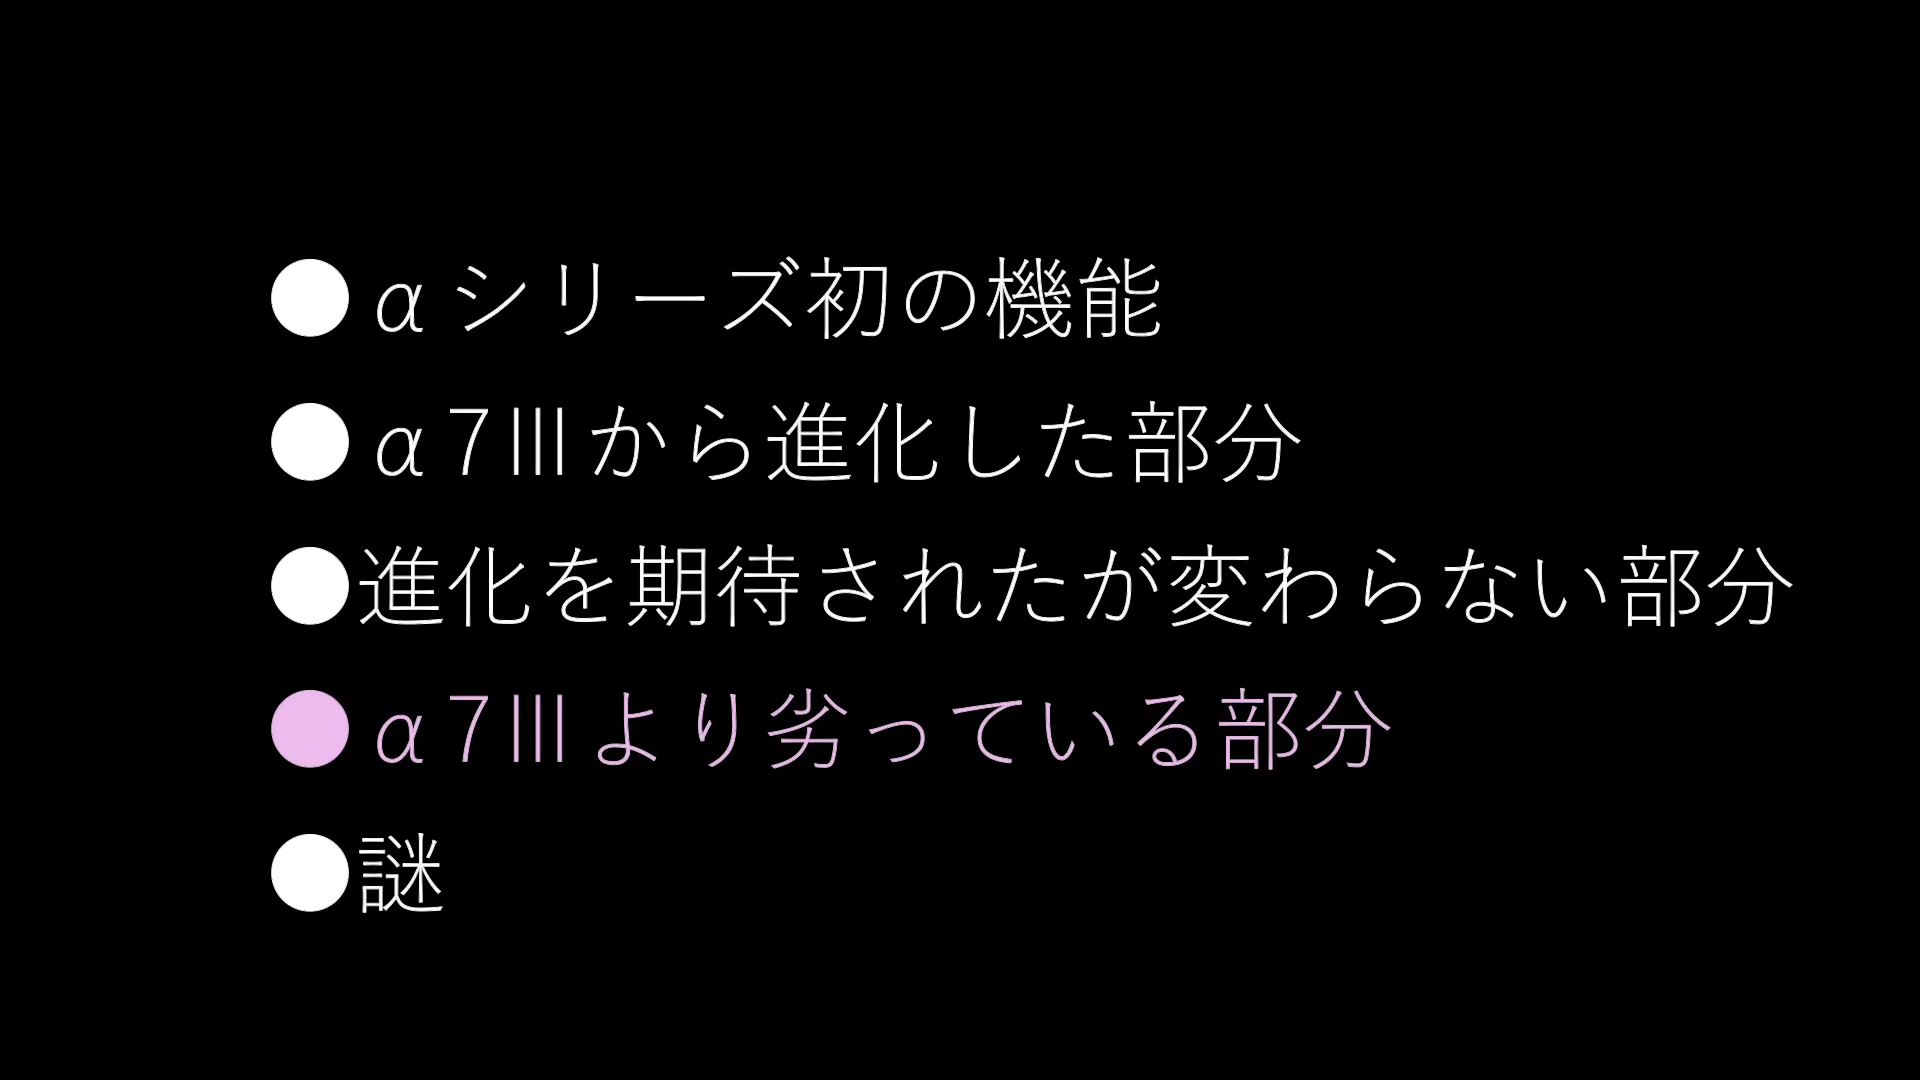 ●αシリーズ初の機能
●α7Ⅲから進化した部分
●進化を期待されたが変わらない部分
●α7Ⅲより劣っている部分
●謎